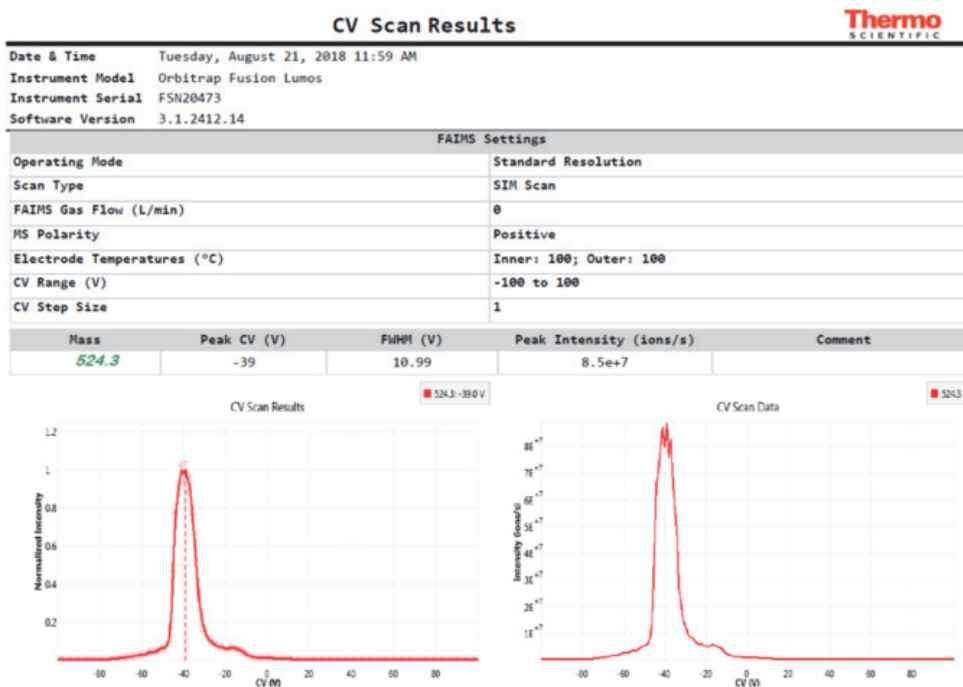 CV Scan Results
Thermo
SCIENTIFIC
Date & Time Tuesday, August 21, 2018 11:59 AM
Instrument Model Orbitrap Fusion Lumos
Instrument Serial FSN20473
Software Version 3.1.2412.14
FAIMS Settings
Operating Mode Standard Resolution
Scan Type SIM Scan
FAIMS Gas Flow (L/min) 0
MS Polarity Positive
Electrode Temperatures (°C) Inner: 100; Outer: 100
CV Range (V) -100 to 100
CV Step Size 1
Mass Peak CV (V) FWHM (V) Peak Intensity (ions/s) Comment
524.3 -39 10.99 8.5e+7
524.3: -39.0 V
CV Scan Results
1.2
1
0.8
0.6
0.4
0.2
Normalized Intensity
-80 -60 -40 -20 0 20 40 60 80
CV (V)
524.3
CV Scan Data
8E+7
7E+7
6E+7
5E+7
4E+7
3E+7
2E+7
1E+7
Intensity (ions/s)
-80 -60 -40 -20 0 20 40 60 80
CV (V)